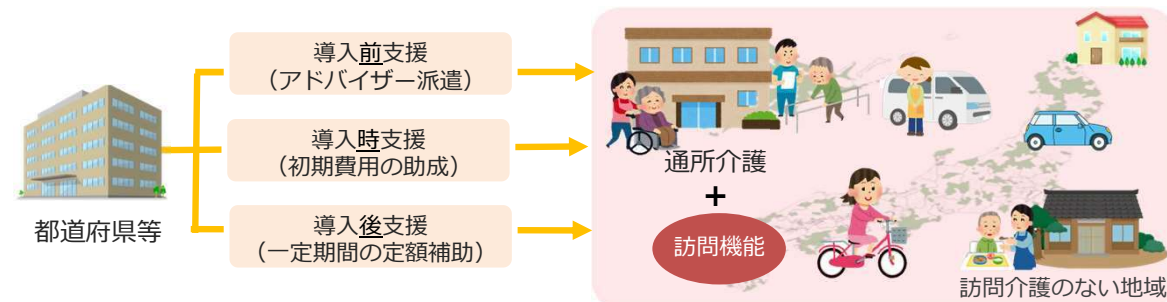 都道府県等
導入前支援
（アドバイザー派遣）
導入時支援
（初期費用の助成）
導入後支援
（一定期間の定額補助）
通所介護
+
訪問機能
訪問介護のない地域